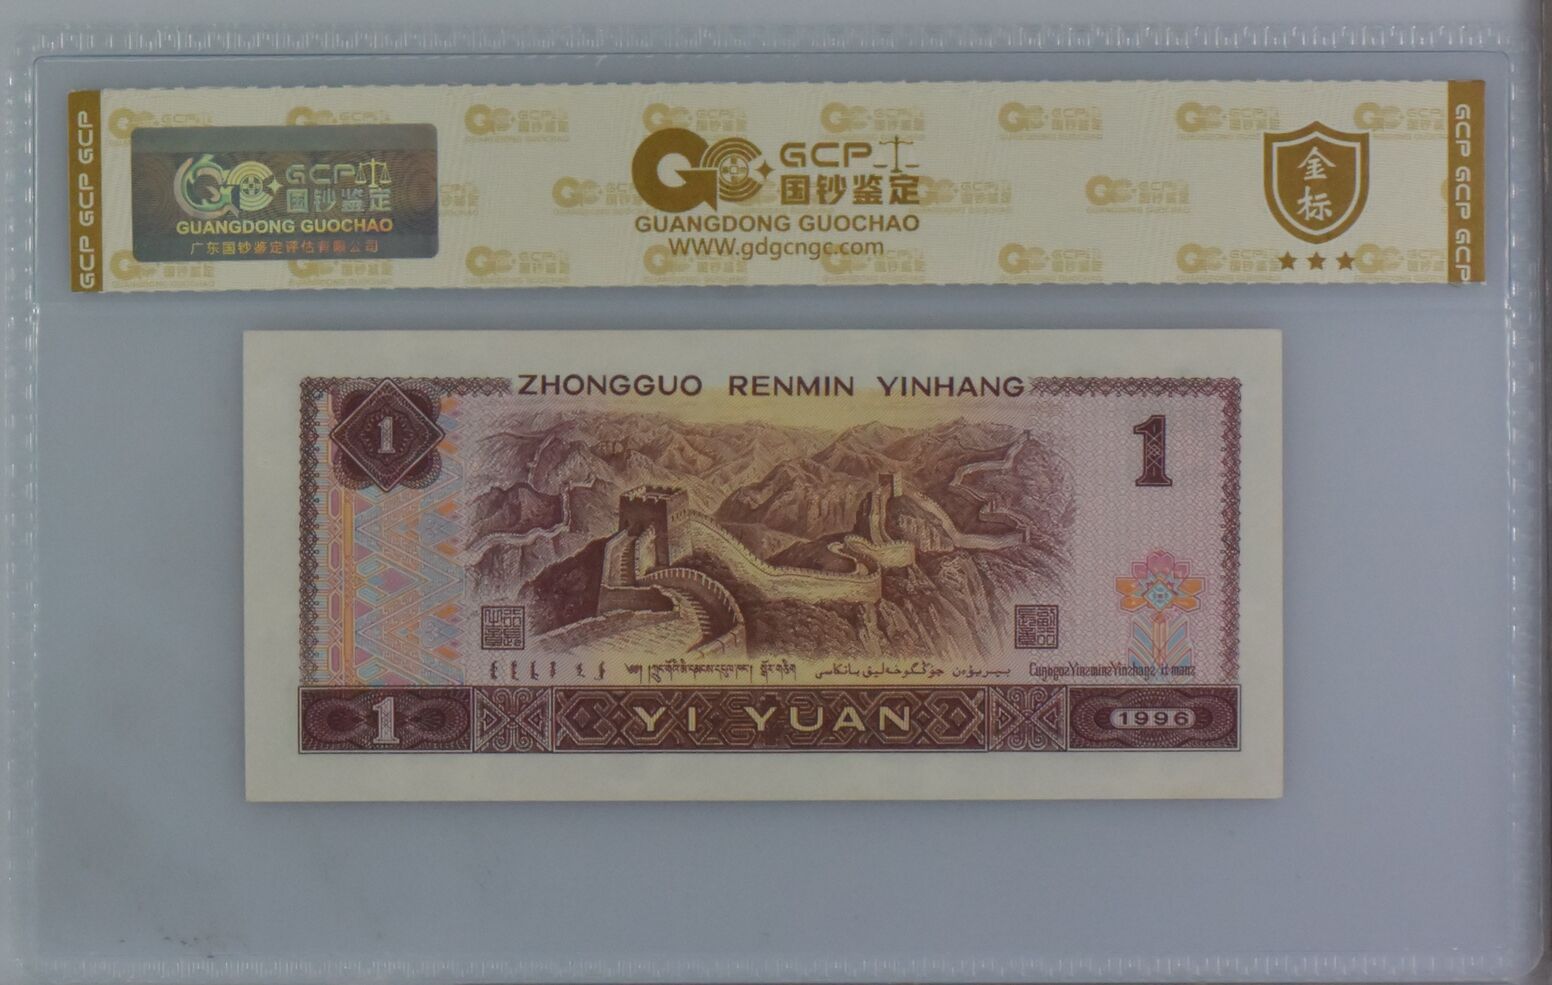 GCP GCP GCP
GCP 国钞鉴定
GUANGDONG GUOCHAO
广东国钞鉴定评估有限公司
GCP
国钞鉴定
GUANGDONG GUOCHAO
WWW.gdgcngc.com
金标
GCP GCP GCP
ZHONGGUO RENMIN YINHANG
1
1
1
YI YUAN
1996